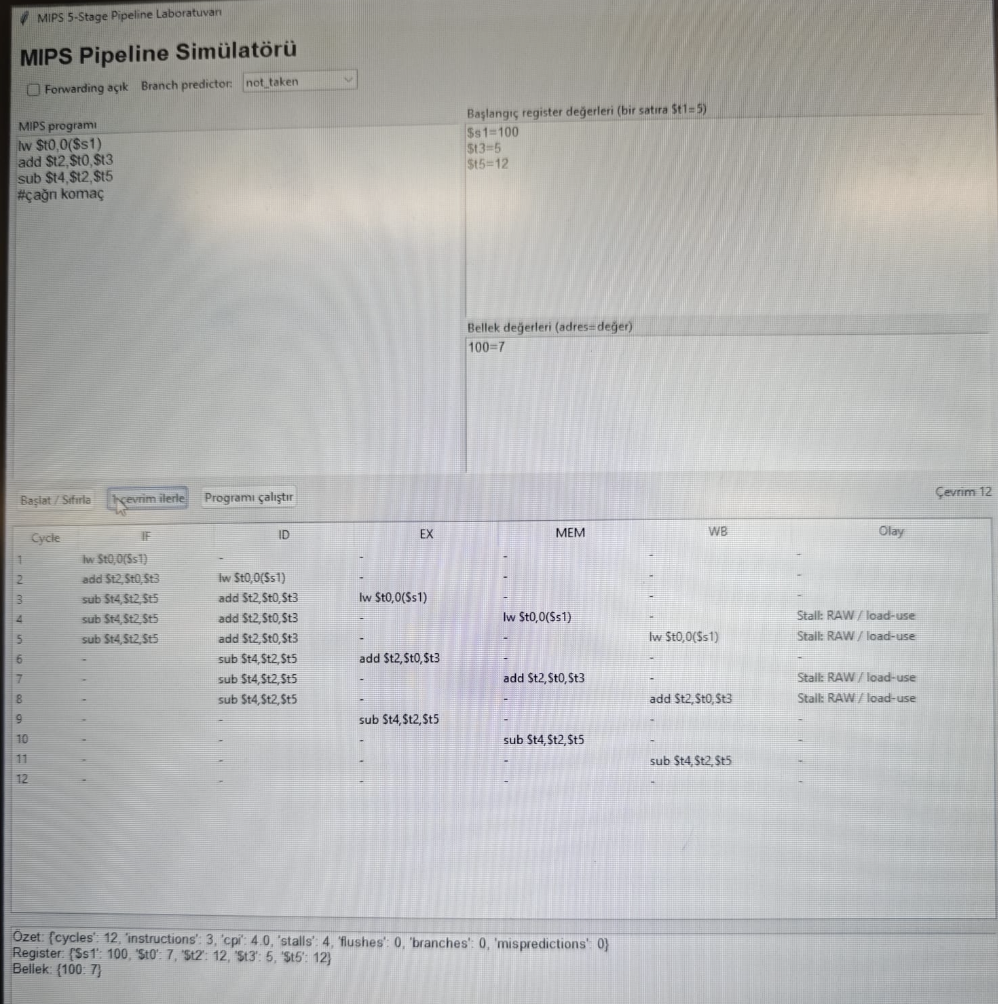 MIPS 5-Stage Pipeline Laboratuvarı
MIPS Pipeline Simülatörü
Forwarding açık Branch predictor: not_taken
MIPS programı
lw $t0,0($s1)
add $t2,$t0,$t3
sub $t4,$t2,$t5
#çağrı komaç
Başlangıç register değerleri (bir satıra $t1=5)
$s1=100
$t3=5
$t5=12
Bellek değerleri (adres=değer)
100=7
Başlat / Sıfırla çevrim ilerle Programı çalıştır Çevrim 12
Cycle IF ID EX MEM WB Olay
1 lw $t0,0($s1) - - - - -
2 add $t2,$t0,$t3 lw $t0,0($s1) - - - -
3 sub $t4,$t2,$t5 add $t2,$t0,$t3 lw $t0,0($s1) - - -
4 sub $t4,$t2,$t5 add $t2,$t0,$t3 - lw $t0,0($s1) - Stall: RAW / load-use
5 sub $t4,$t2,$t5 add $t2,$t0,$t3 - - lw $t0,0($s1) Stall: RAW / load-use
6 - sub $t4,$t2,$t5 add $t2,$t0,$t3 - - -
7 - sub $t4,$t2,$t5 - add $t2,$t0,$t3 - Stall: RAW / load-use
8 - sub $t4,$t2,$t5 - - add $t2,$t0,$t3 Stall: RAW / load-use
9 - - sub $t4,$t2,$t5 - - -
10 - - - sub $t4,$t2,$t5 - -
11 - - - - sub $t4,$t2,$t5 -
12 - - - - - -
Özet: {'cycles': 12, 'instructions': 3, 'cpi': 4.0, 'stalls': 4, 'flushes': 0, 'branches': 0, 'mispredictions': 0}
Register: {'$s1': 100, '$t0': 7, '$t2': 12, '$t3': 5, '$t5': 12}
Bellek: {100: 7}